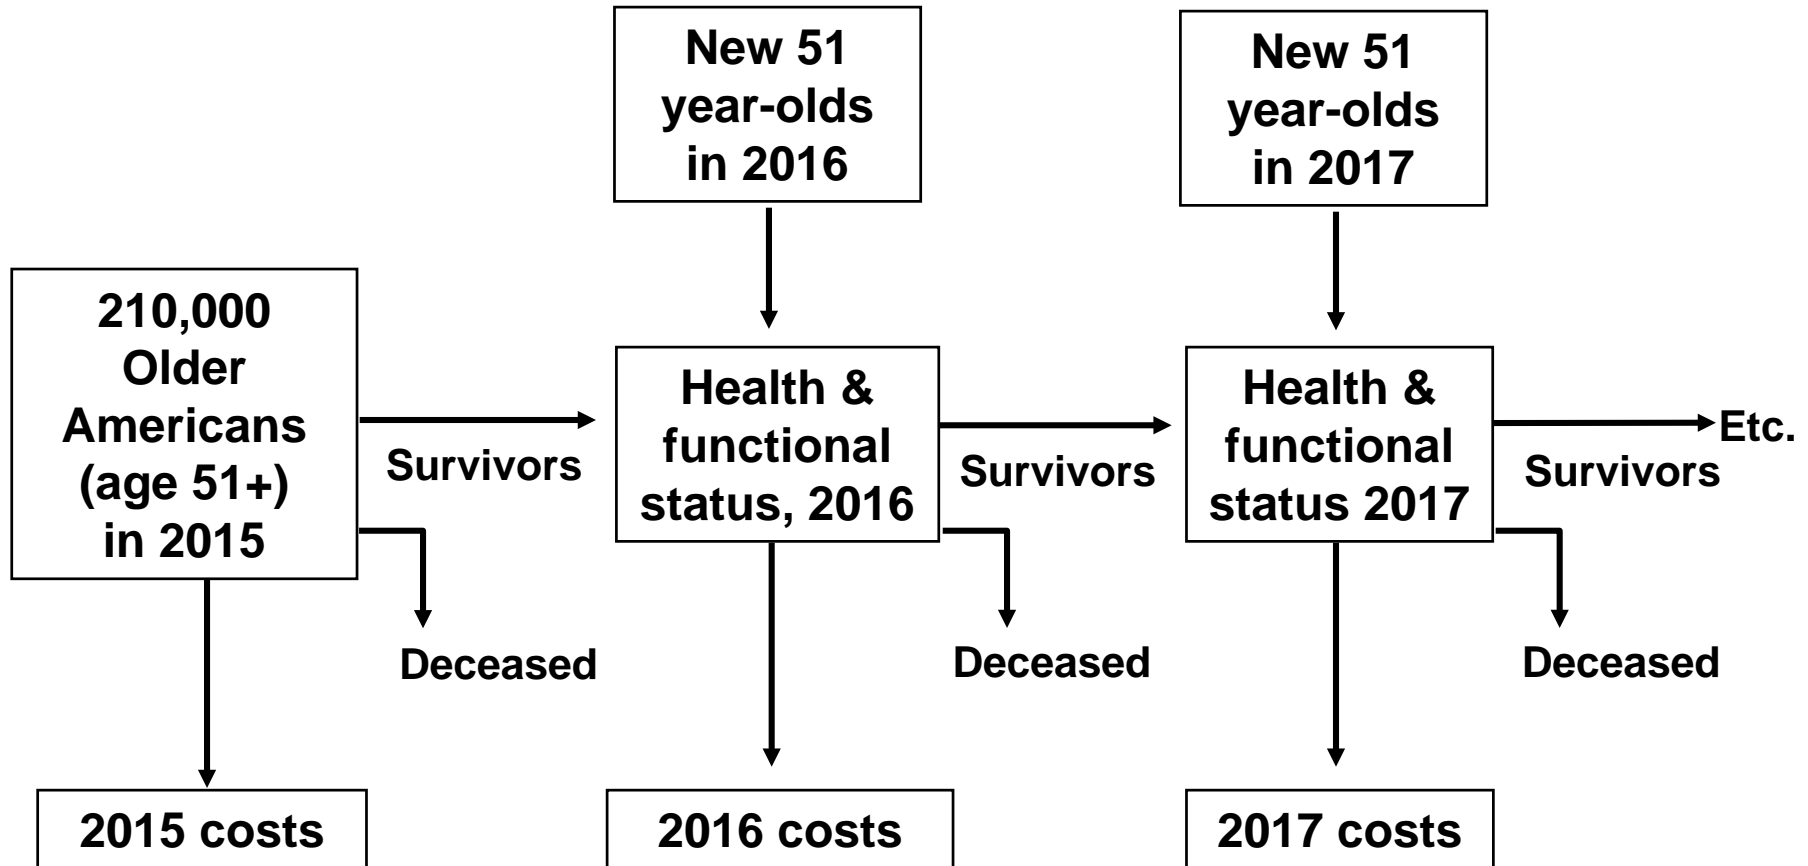 New 51
year-olds
in 2016
New 51
year-olds
in 2017
210,000
Older
Americans
(age 51+)
in 2015
Survivors
Health &
functional
status, 2016
Survivors
Health &
functional
status 2017
Survivors
Etc.
Deceased
Deceased
Deceased
2015 costs
2016 costs
2017 costs